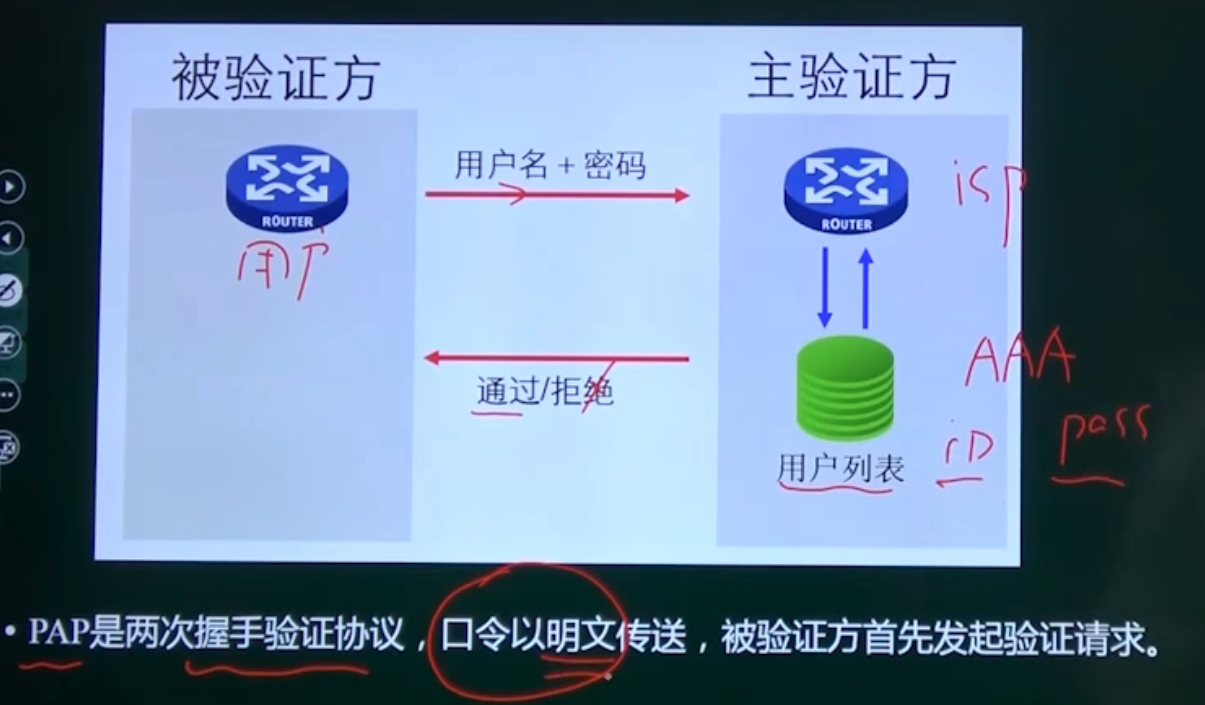 被验证方
主验证方
用户名 + 密码
isp
ROUTER
ROUTER
用户
AAA
通过/拒绝
iD
pass
用户列表
• PAP是两次握手验证协议，口令以明文传送，被验证方首先发起验证请求。